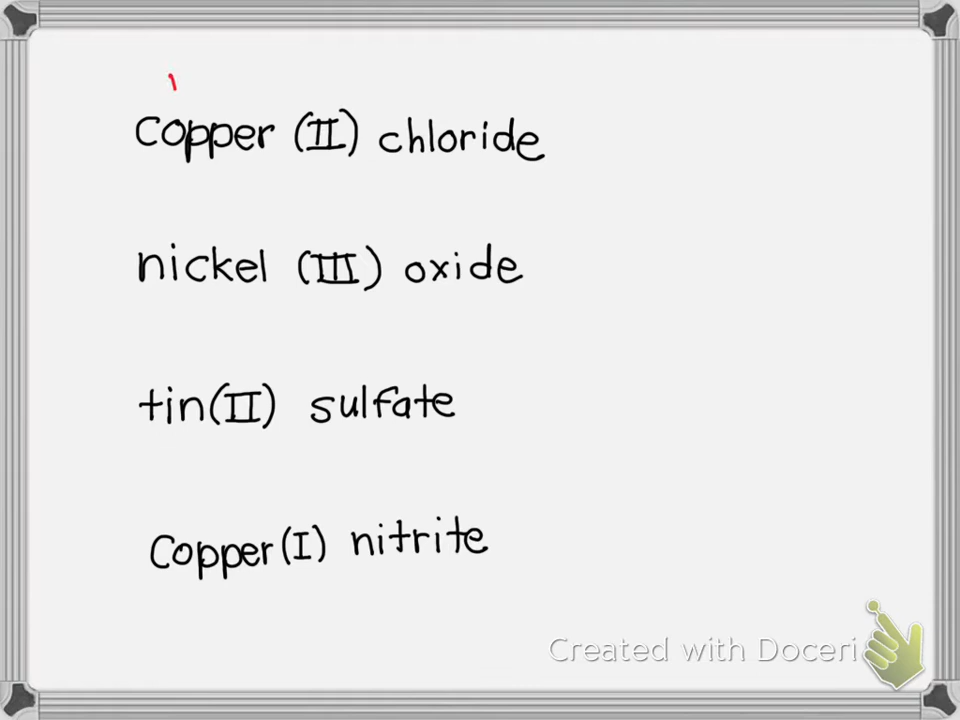 copper (II) chloride
nickel (III) oxide
tin(II) sulfate
copper(I) nitrite
Created with Doceri